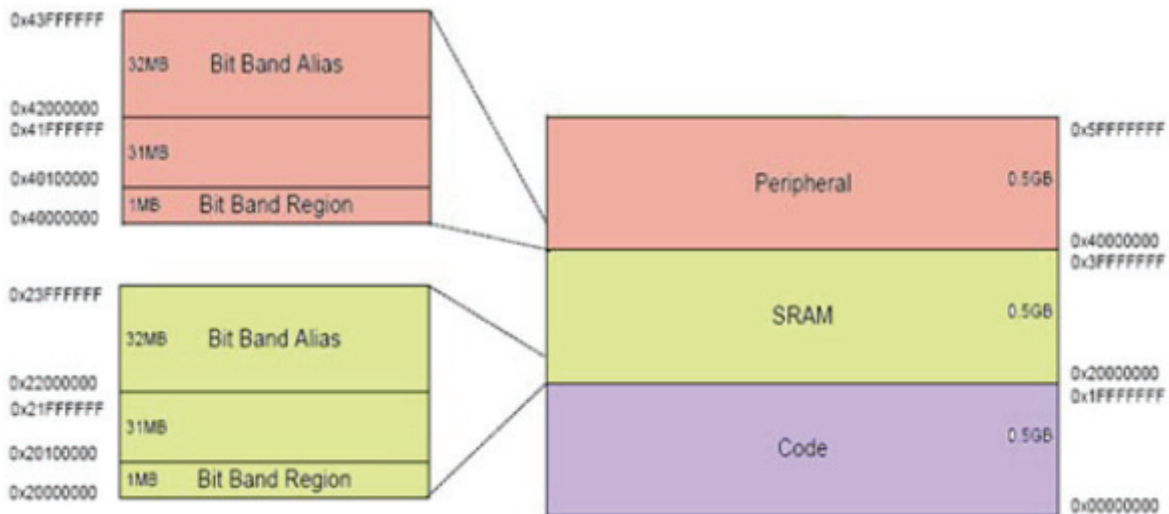 0x43FFFFFF
32MB Bit Band Alias
0x42000000
0x41FFFFFF
31MB
0x40100000
1MB Bit Band Region
0x40000000
0x23FFFFFF
32MB Bit Band Alias
0x22000000
0x21FFFFFF
31MB
0x20100000
1MB Bit Band Region
0x20000000
0x5FFFFFFF
Peripheral 0.5GB
0x40000000
0x3FFFFFFF
SRAM 0.5GB
0x20000000
0x1FFFFFFF
Code 0.5GB
0x00000000